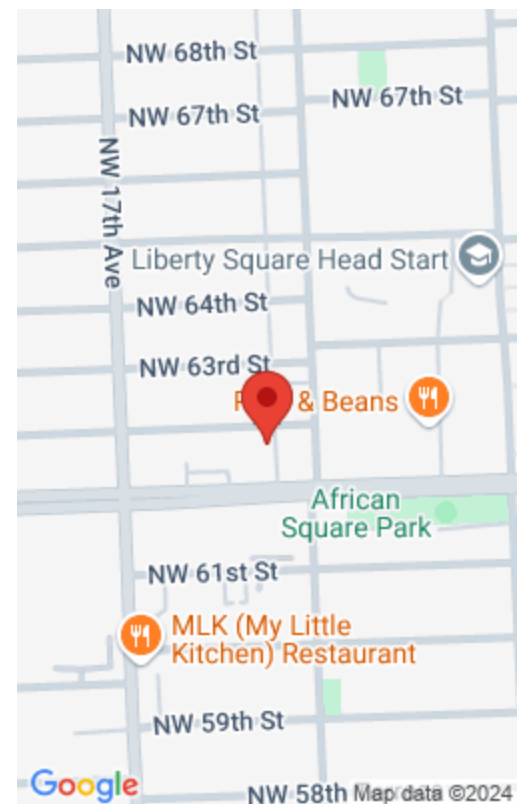 NW 68th St
NW 67th St
NW 67th St
NW 17th Ave
Liberty Square Head Start
NW 64th St
NW 63rd St
& Beans
African
Square Park
NW 61st St
MLK (My Little
Kitchen) Restaurant
NW 59th St
Google
NW 58th
Map data ©2024